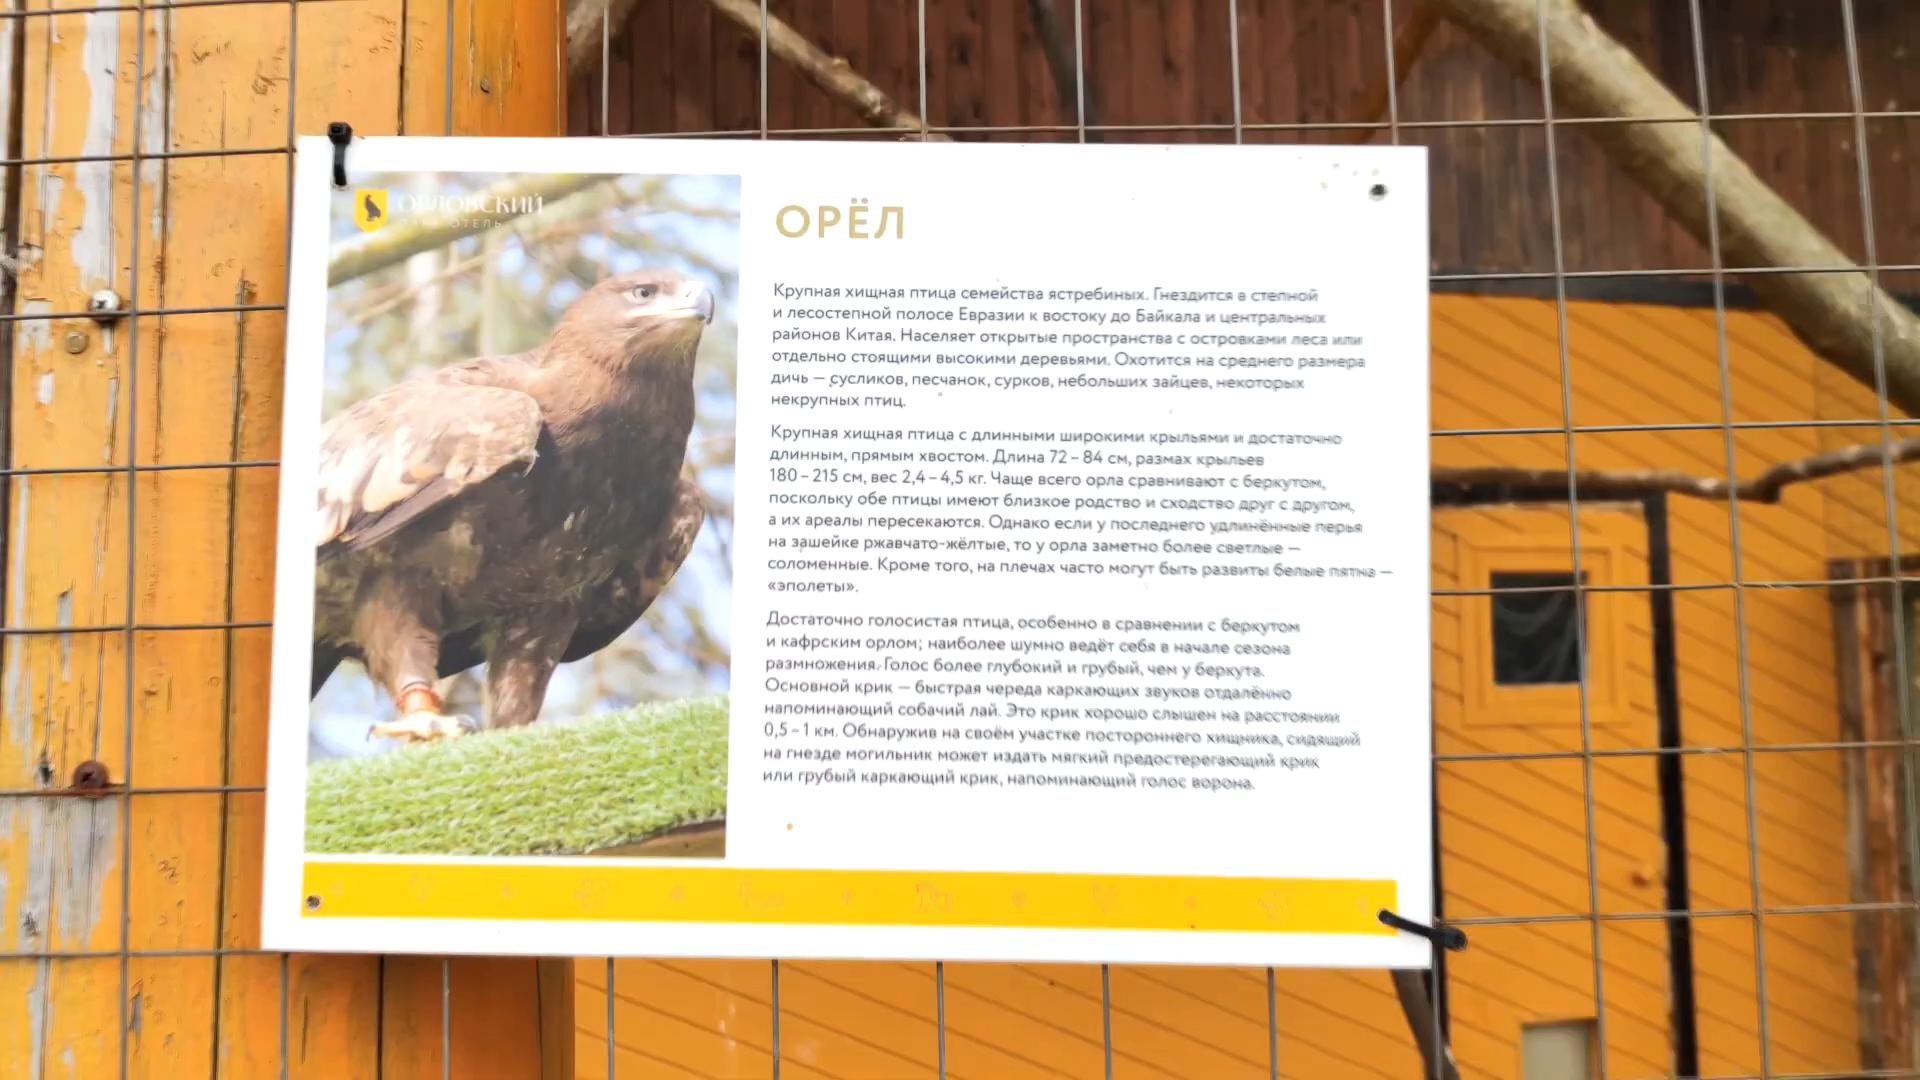 ОРЛОВСКИЙ
ПАРК-ОТЕЛЬ
ОРЁЛ
Крупная хищная птица семейства ястребиных. Гнездится в степной
и лесостепной полосе Евразии к востоку до Байкала и центральных
районов Китая. Населяет открытые пространства с островками леса или
отдельно стоящими высокими деревьями. Охотится на среднего размера
дичь – сусликов, песчанок, сурков, небольших зайцев, некоторых
некрупных птиц.
Крупная хищная птица с длинными широкими крыльями и достаточно
длинным, прямым хвостом. Длина 72 – 84 см, размах крыльев
180 – 215 см, вес 2,4 – 4,5 кг. Чаще всего орла сравнивают с беркутом,
поскольку обе птицы имеют близкое родство и сходство друг с другом,
а их ареалы пересекаются. Однако если у последнего удлинённые перья
на зашейке ржавчато-жёлтые, то у орла заметно более светлые –
соломенные. Кроме того, на плечах часто могут быть развиты белые пятна –
«эполеты».
Достаточно голосистая птица, особенно в сравнении с беркутом
и кафрским орлом; наиболее шумно ведёт себя в начале сезона
размножения. Голос более глубокий и грубый, чем у беркута.
Основной крик – быстрая череда каркающих звуков отдалённо
напоминающий собачий лай. Это крик хорошо слышен на расстоянии
0,5 – 1 км. Обнаружив на своём участке постороннего хищника, сидящий
на гнезде могильник может издать мягкий предостерегающий крик
или грубый каркающий крик, напоминающий голос ворона.